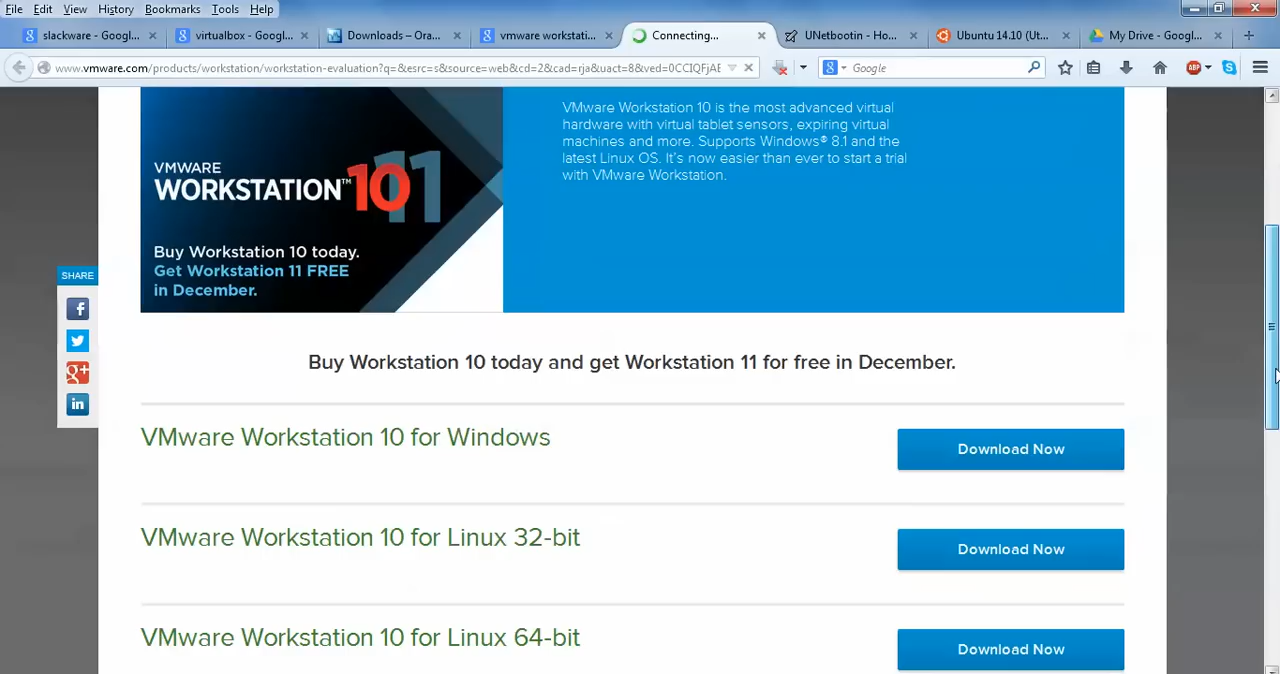 File Edit View History Bookmarks Tools Help
slackware - Googl... virtualbox - Googl... Downloads – Ora... vmware workstati... Connecting... UNetbootin - Ho... Ubuntu 14.10 (Ut... My Drive - Googl...
www.vmware.com/products/workstation/workstation-evaluation?q=&esrc=s&source=web&cd=2&cad=rja&uact=8&ved=0CCIQFjAE Google
VMware Workstation 10 is the most advanced virtual
hardware with virtual tablet sensors, expiring virtual
machines and more. Supports Windows® 8.1 and the
latest Linux OS. It's now easier than ever to start a trial
with VMware Workstation.
VMWARE
WORKSTATION™ 10 11
Buy Workstation 10 today.
Get Workstation 11 FREE
in December.
SHARE
Buy Workstation 10 today and get Workstation 11 for free in December.
VMware Workstation 10 for Windows
Download Now
VMware Workstation 10 for Linux 32-bit
Download Now
VMware Workstation 10 for Linux 64-bit
Download Now